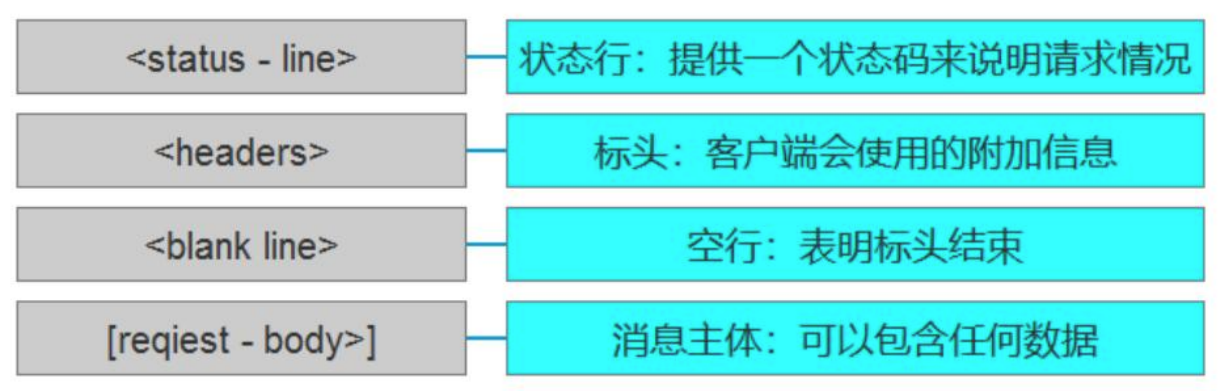 <status - line>
状态行：提供一个状态码来说明请求情况
<headers>
标头：客户端会使用的附加信息
<blank line>
空行：表明标头结束
[reqiest - body>]
消息主体：可以包含任何数据